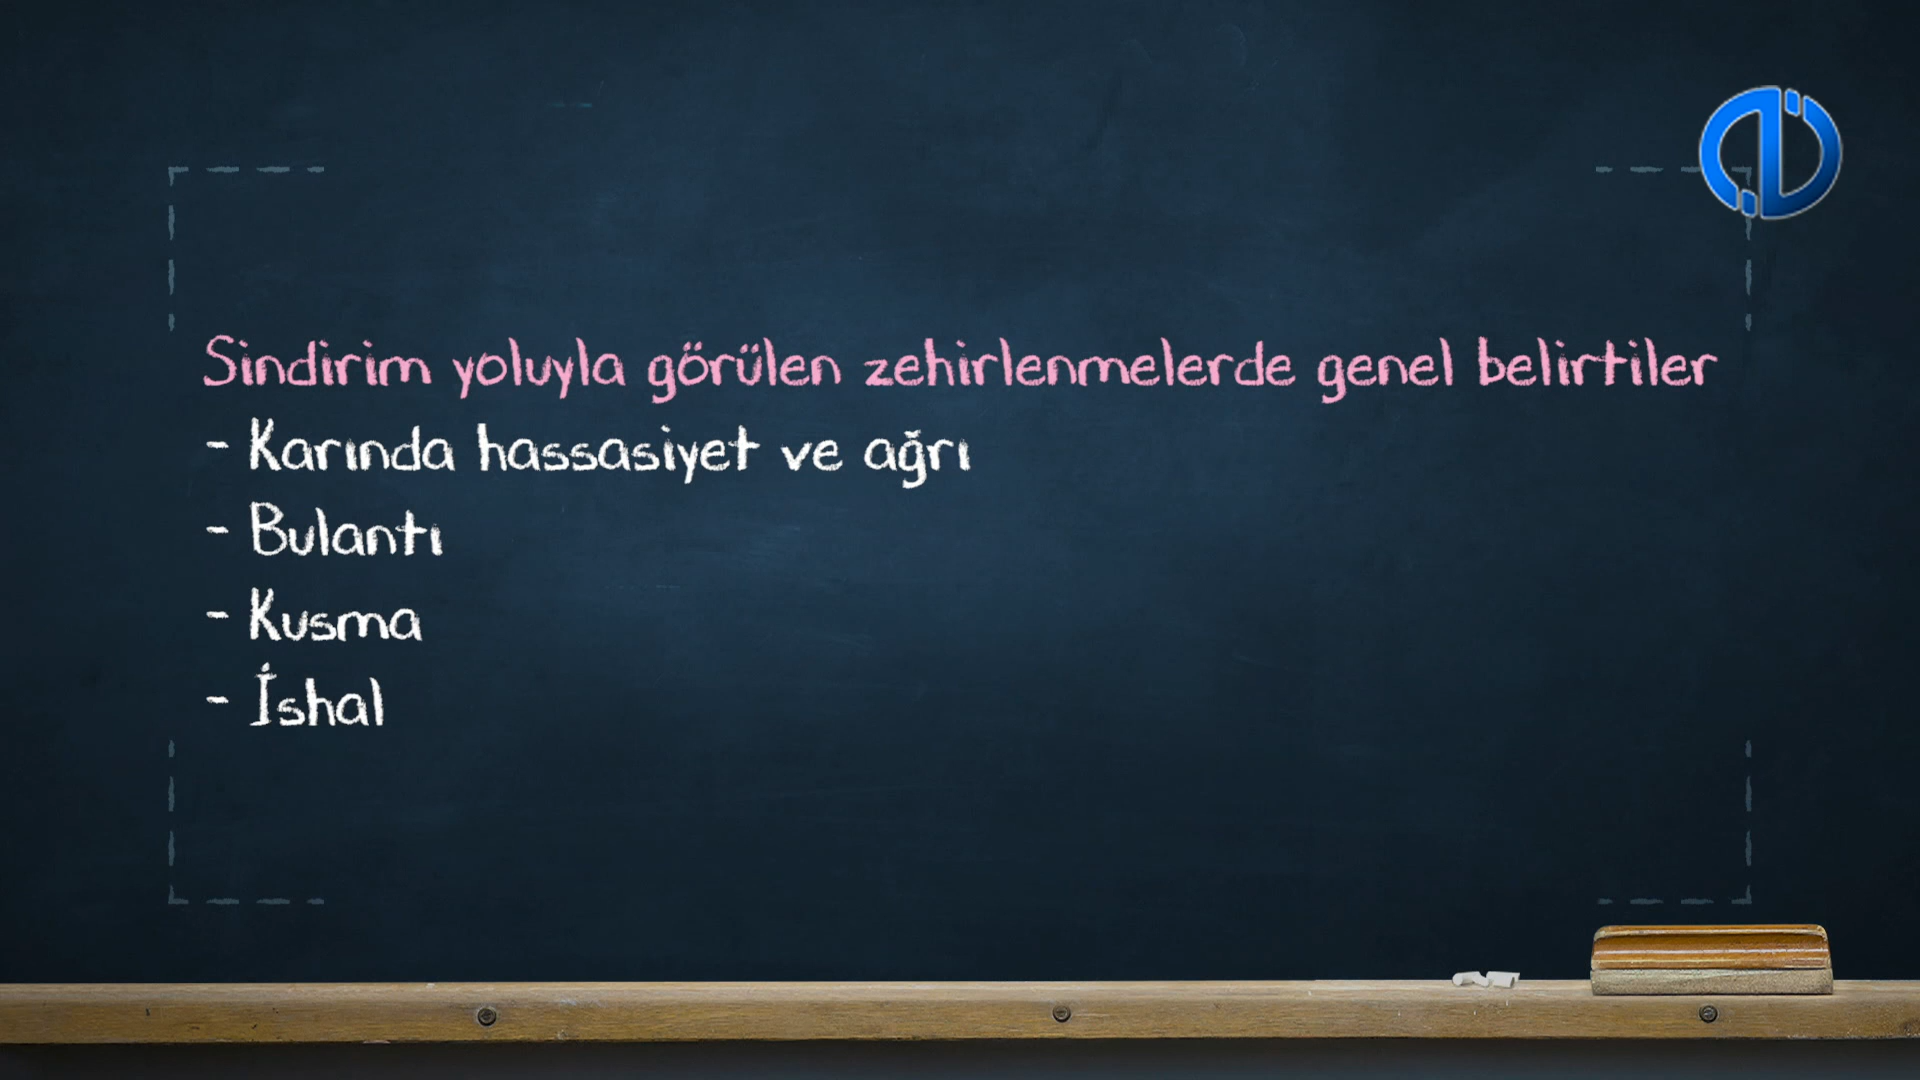 Sindirim yoluyla görülen zehirlenmelerde genel belirtiler
- Karında hassasiyet ve ağrı
- Bulantı
- Kusma
- İshal